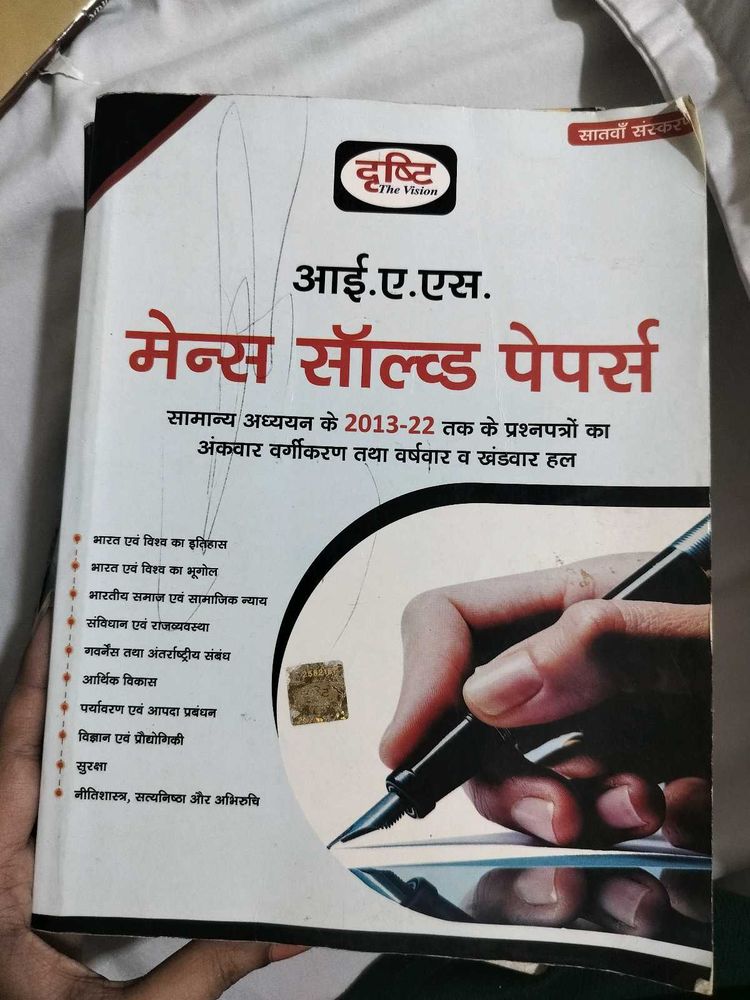 सातवाँ संस्करण
दृष्टि
The Vision
आई.ए.एस.
मेन्स सॉल्व्ड पेपर्स
सामान्य अध्ययन के 2013-22 तक के प्रश्नपत्रों का
अंकवार वर्गीकरण तथा वर्षवार व खंडवार हल
भारत एवं विश्व का इतिहास
भारत एवं विश्व का भूगोल
भारतीय समाज एवं सामाजिक न्याय
संविधान एवं राजव्यवस्था
गवर्नेंस तथा अंतर्राष्ट्रीय संबंध
आर्थिक विकास
पर्यावरण एवं आपदा प्रबंधन
विज्ञान एवं प्रौद्योगिकी
सुरक्षा
नीतिशास्त्र, सत्यनिष्ठा और अभिरुचि